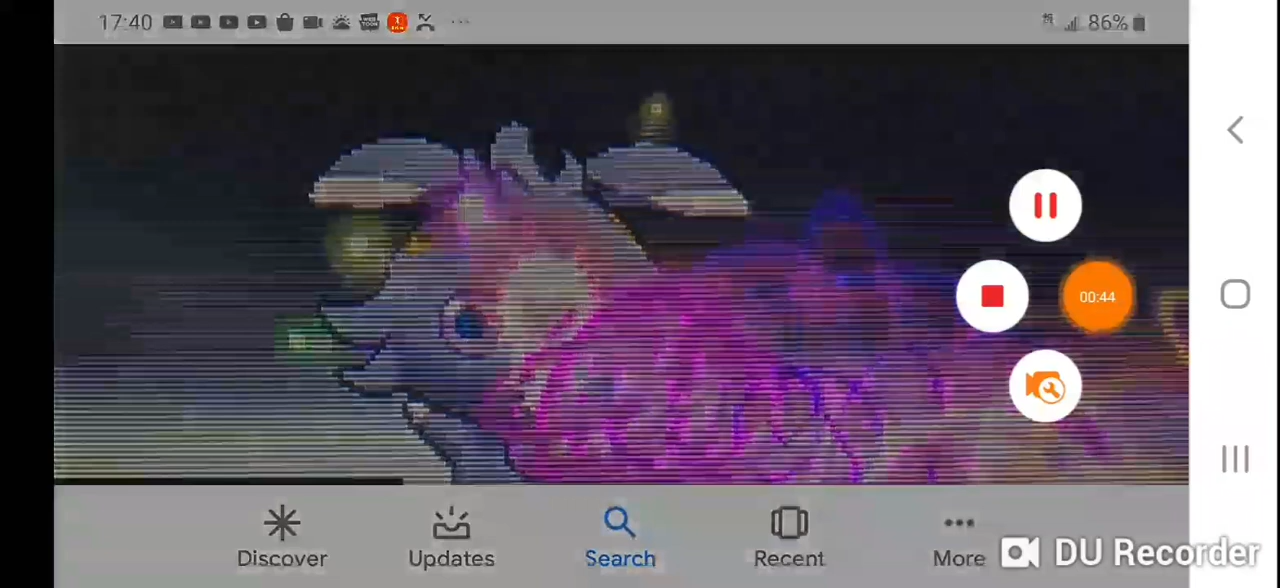 17:40
86%
00:44
Discover
Updates
Search
Recent
More
DU Recorder